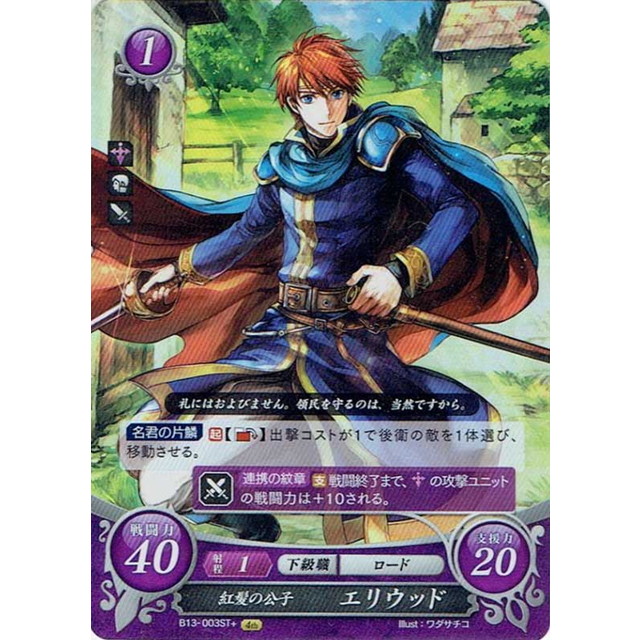 1
礼にはおよびません。領民を守るのは、当然ですから。
名君の片鱗 起【 】出撃コストが1で後衛の敵を1体選び、
移動させる。
連携の紋章 支 戦闘終了まで、 の攻撃ユニット
の戦闘力は+10される。
戦闘力
40
射程 1 下級職 ロード
支援力
20
紅髪の公子 エリウッド
B13-003ST+ 4th Illust:ワダサチコ